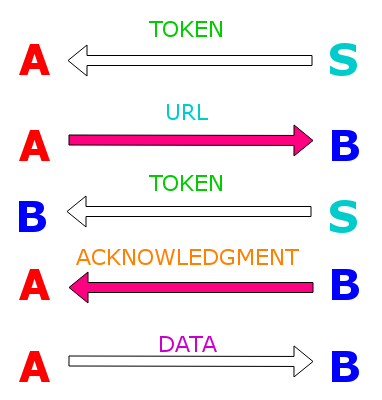 TOKEN
A S
URL
A B
TOKEN
B S
ACKNOWLEDGMENT
A B
DATA
A B